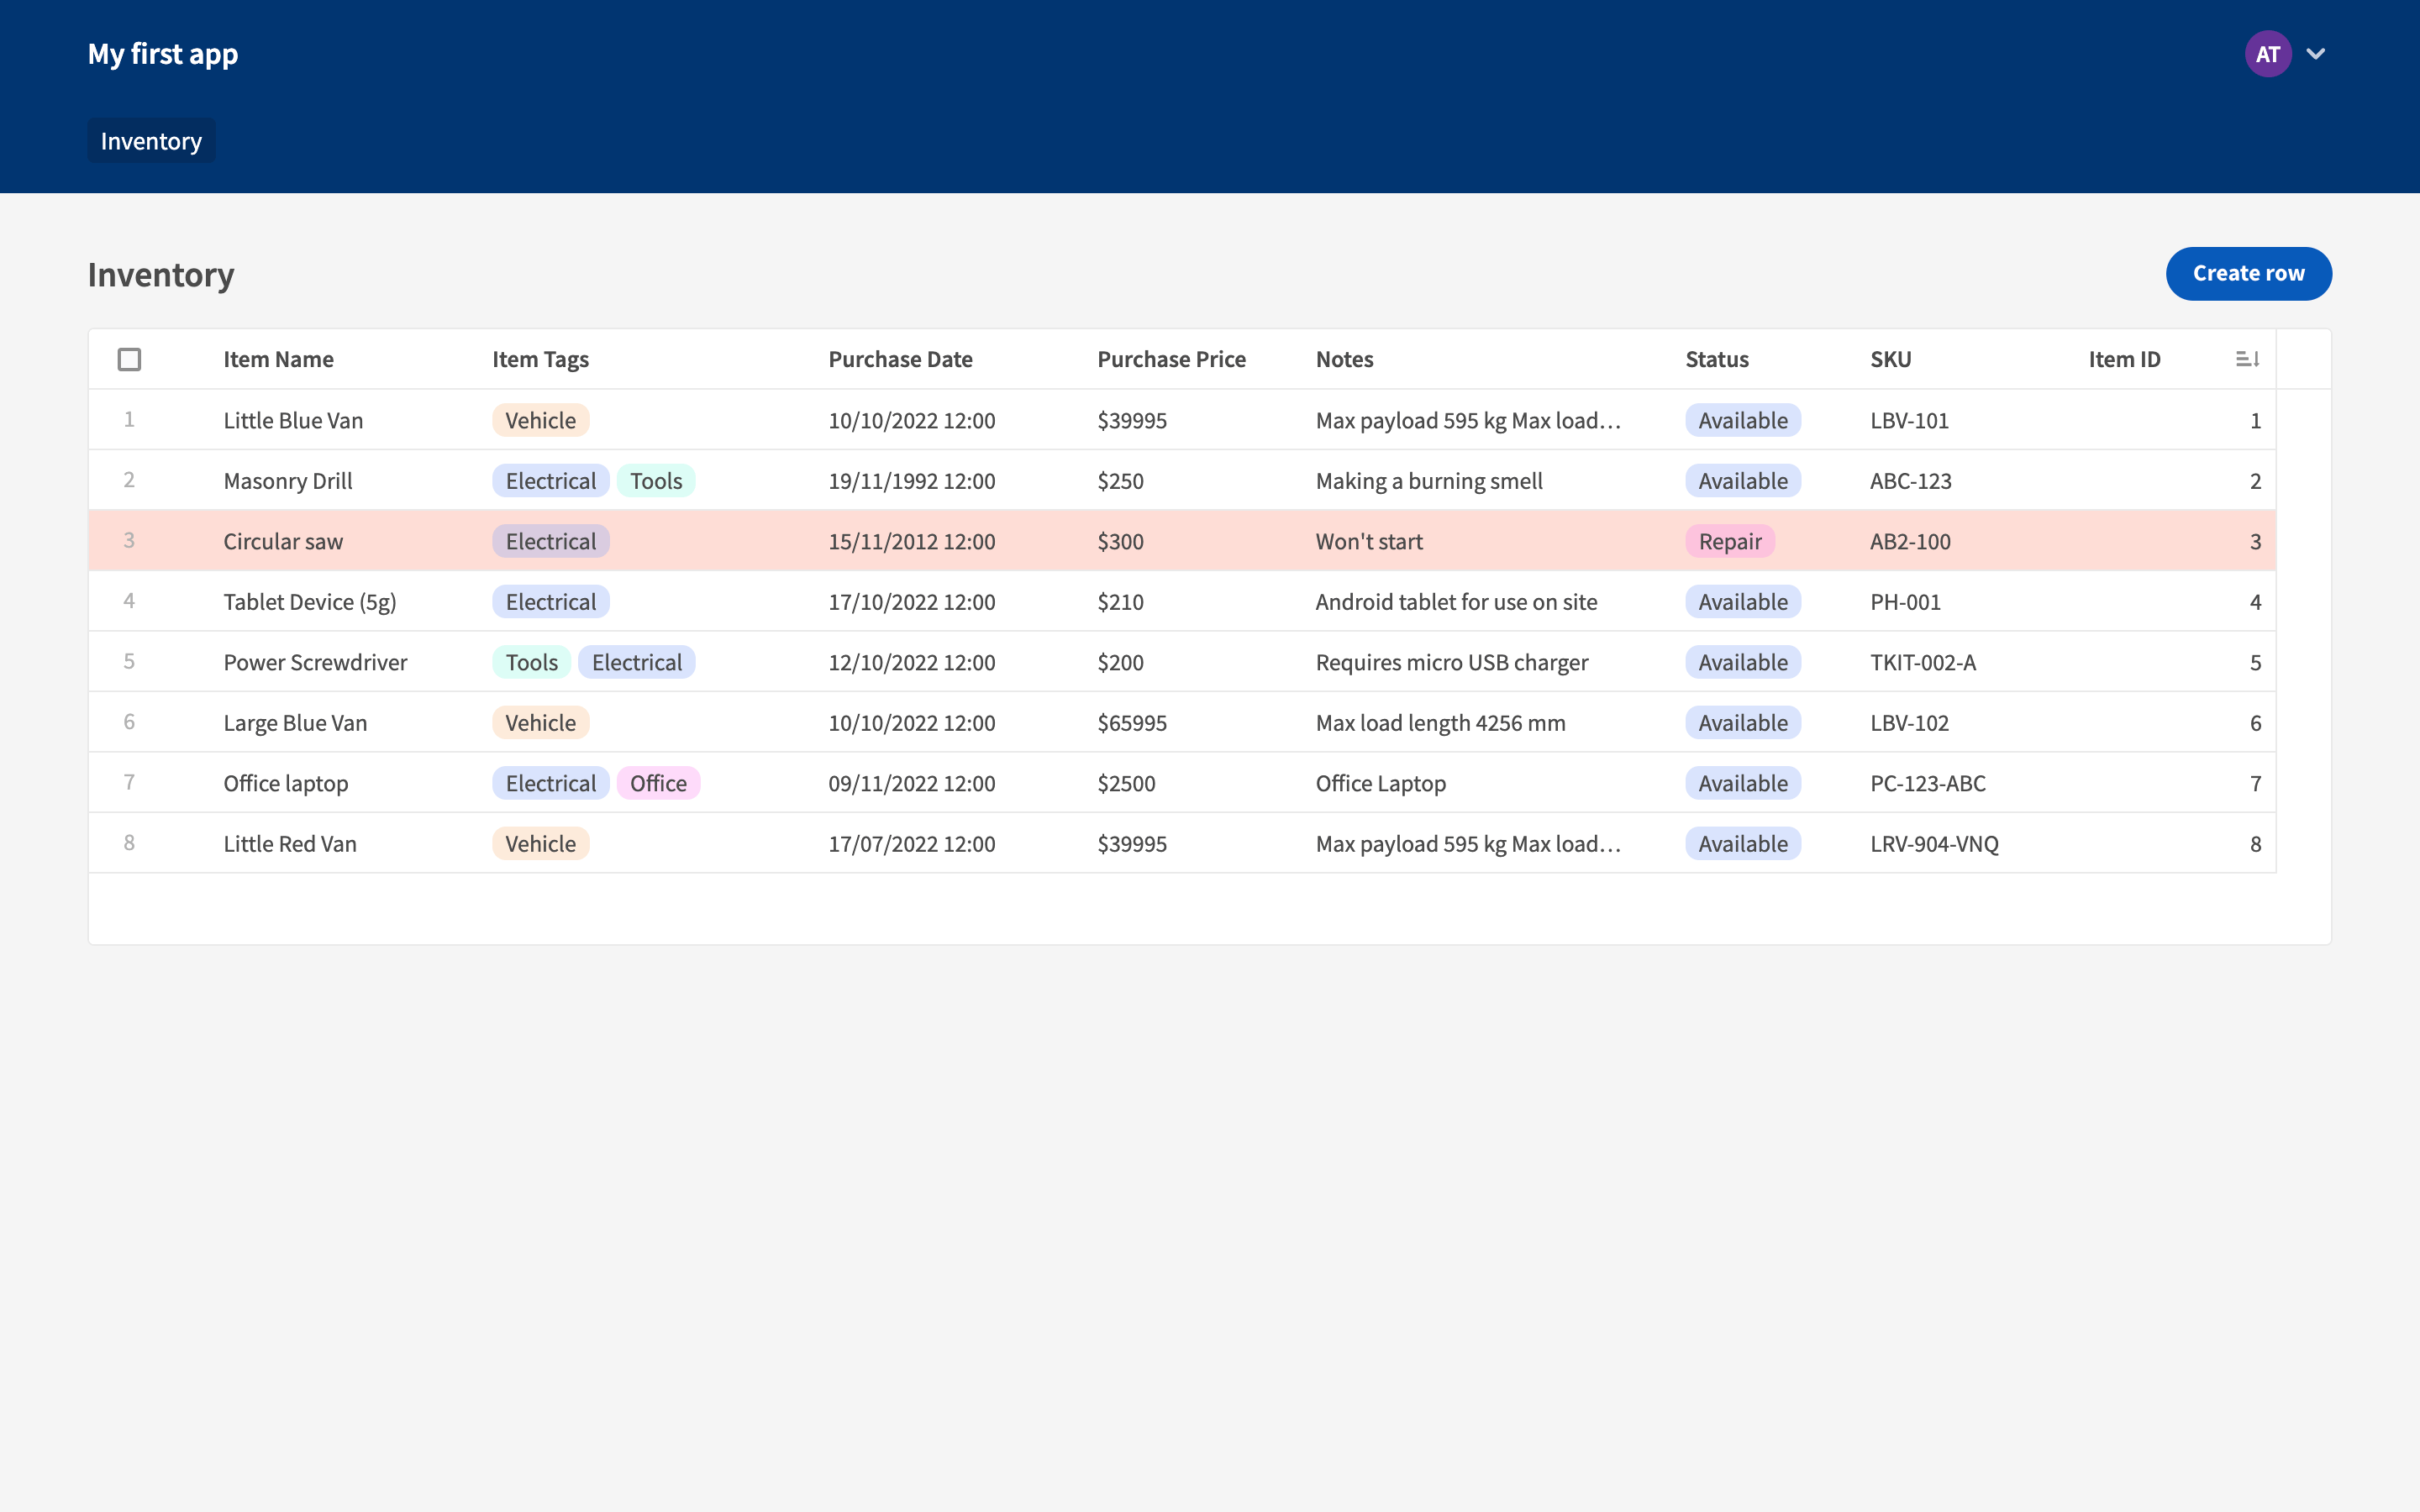 My first app
AT
Inventory
Inventory
Create row
Item Name Item Tags Purchase Date Purchase Price Notes Status SKU Item ID
1 Little Blue Van Vehicle 10/10/2022 12:00 $39995 Max payload 595 kg Max load… Available LBV-101 1
2 Masonry Drill Electrical Tools 19/11/1992 12:00 $250 Making a burning smell Available ABC-123 2
3 Circular saw Electrical 15/11/2012 12:00 $300 Won't start Repair AB2-100 3
4 Tablet Device (5g) Electrical 17/10/2022 12:00 $210 Android tablet for use on site Available PH-001 4
5 Power Screwdriver Tools Electrical 12/10/2022 12:00 $200 Requires micro USB charger Available TKIT-002-A 5
6 Large Blue Van Vehicle 10/10/2022 12:00 $65995 Max load length 4256 mm Available LBV-102 6
7 Office laptop Electrical Office 09/11/2022 12:00 $2500 Office Laptop Available PC-123-ABC 7
8 Little Red Van Vehicle 17/07/2022 12:00 $39995 Max payload 595 kg Max load… Available LRV-904-VNQ 8